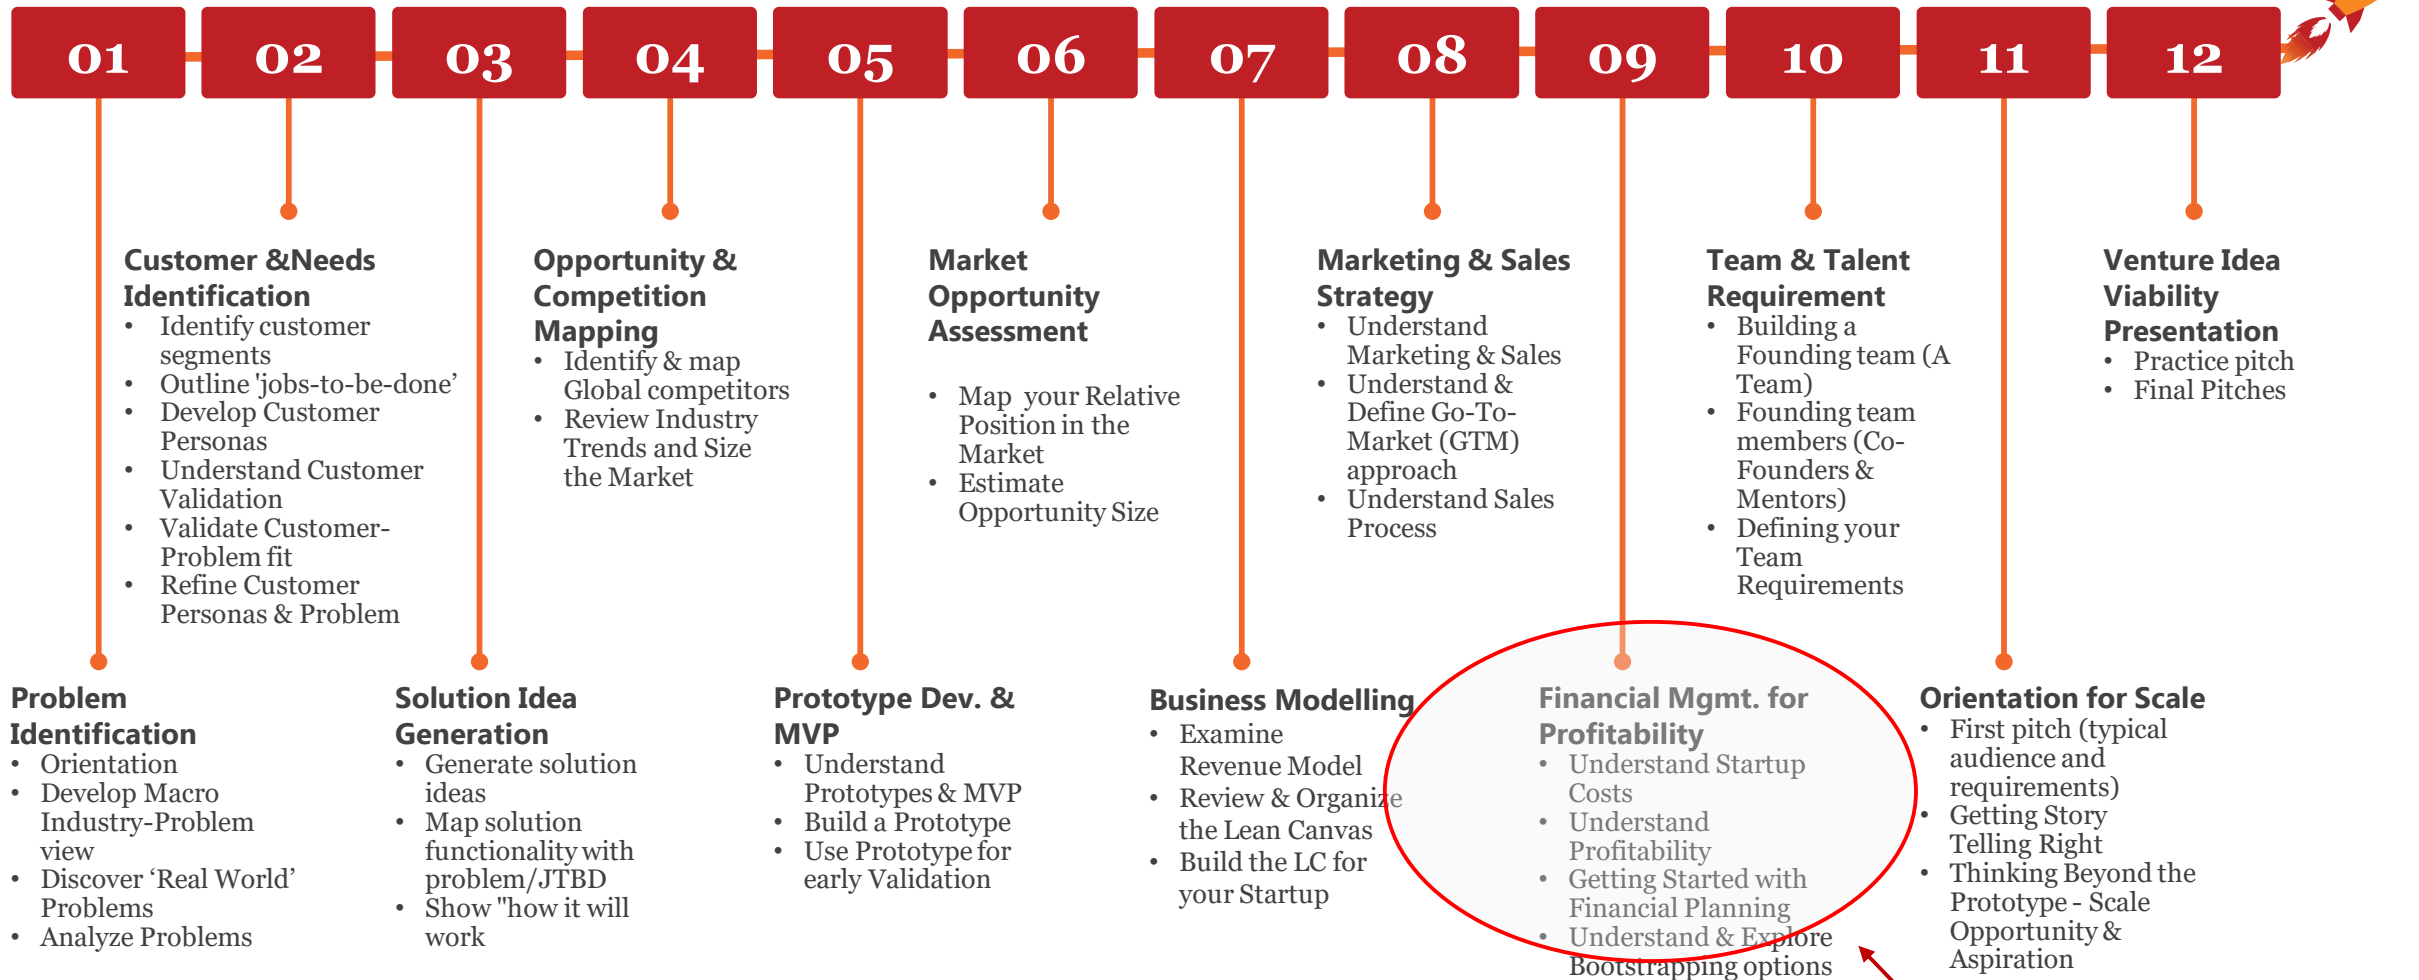 01
02
03
04
05
06
07
08
09
10
11
12
Customer &Needs
Identification
• Identify customer
segments
• Outline 'jobs-to-be-done’
• Develop Customer
Personas
• Understand Customer
Validation
• Validate Customer-
Problem fit
• Refine Customer
Personas & Problem
Opportunity &
Competition
Mapping
• Identify & map
Global competitors
• Review Industry
Trends and Size
the Market
Market
Opportunity
Assessment
• Map your Relative
Position in the
Market
• Estimate
Opportunity Size
Marketing & Sales
Strategy
• Understand
Marketing & Sales
• Understand &
Define Go-To-
Market (GTM)
approach
• Understand Sales
Process
Team & Talent
Requirement
• Building a
Founding team (A
Team)
• Founding team
members (Co-
Founders &
Mentors)
• Defining your
Team
Requirements
Venture Idea
Viability
Presentation
• Practice pitch
• Final Pitches
Problem
Identification
• Orientation
• Develop Macro
Industry-Problem
view
• Discover ‘Real World’
Problems
• Analyze Problems
Solution Idea
Generation
• Generate solution
ideas
• Map solution
functionality with
problem/JTBD
• Show "how it will
work
Prototype Dev. &
MVP
• Understand
Prototypes & MVP
• Build a Prototype
• Use Prototype for
early Validation
Business Modelling
• Examine
Revenue Model
• Review & Organize
the Lean Canvas
• Build the LC for
your Startup
Financial Mgmt. for
Profitability
• Understand Startup
Costs
• Understand
Profitability
• Getting Started with
Financial Planning
• Understand & Explore
Bootstrapping options
Orientation for Scale
• First pitch (typical
audience and
requirements)
• Getting Story
Telling Right
• Thinking Beyond the
Prototype - Scale
Opportunity &
Aspiration